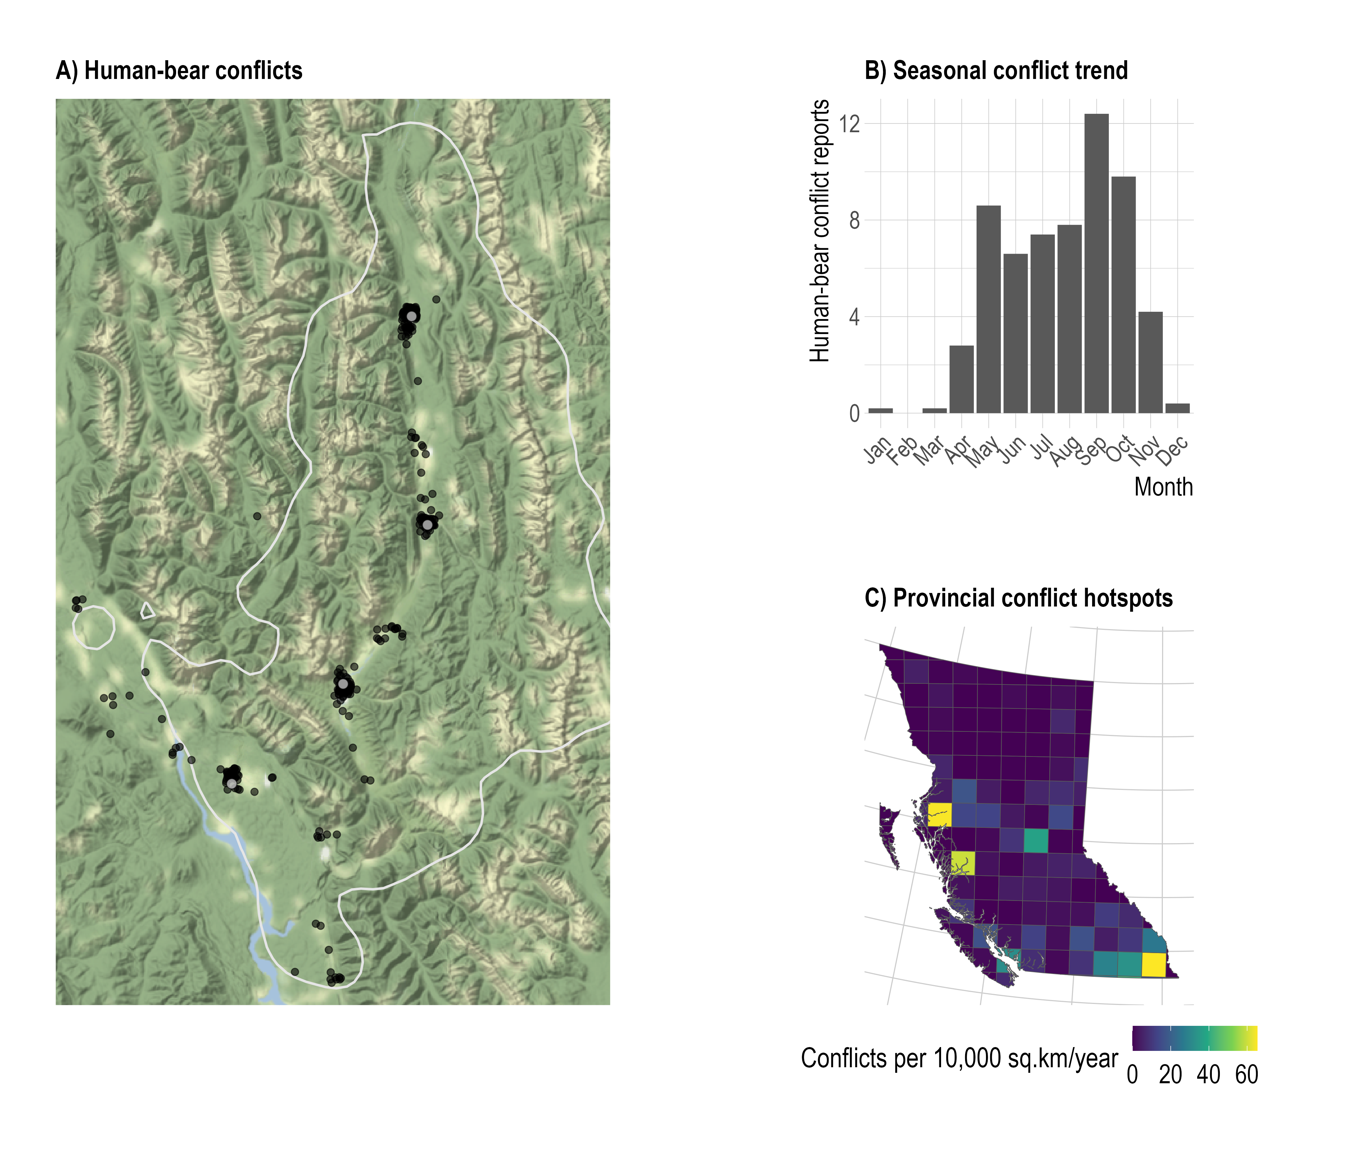 A) Human-bear conflicts
B) Seasonal conflict trend
Human-bear conflict reports
12
8
4
0
Jan
Feb
Mar
Apr
May
Jun
Jul
Aug
Sep
Oct
Nov
Dec
Month
C) Provincial conflict hotspots
Conflicts per 10,000 sq.km/year
0 20 40 60